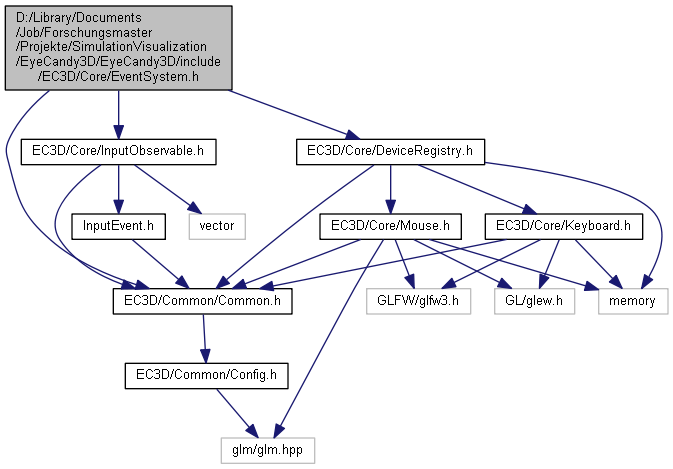 D:/Library/Documents
/Job/Forschungsmaster
/Projekte/SimulationVisualization
/EyeCandy3D/EyeCandy3D/include
/EC3D/Core/EventSystem.h
EC3D/Core/InputObservable.h
EC3D/Core/DeviceRegistry.h
InputEvent.h
vector
EC3D/Core/Mouse.h
EC3D/Core/Keyboard.h
EC3D/Common/Common.h
GLFW/glfw3.h
GL/glew.h
memory
EC3D/Common/Config.h
glm/glm.hpp